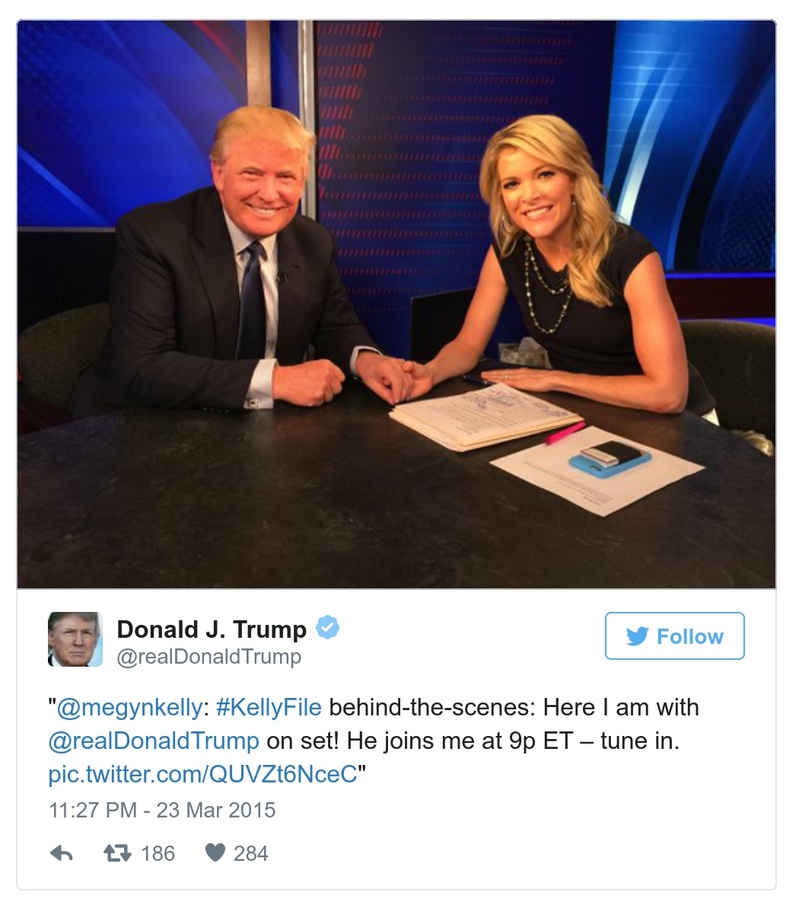 Donald J. Trump
@realDonaldTrump
Follow
"@megynkelly: #KellyFile behind-the-scenes: Here I am with
@realDonaldTrump on set! He joins me at 9p ET – tune in.
pic.twitter.com/QUVZt6NceC"
11:27 PM - 23 Mar 2015
186 284